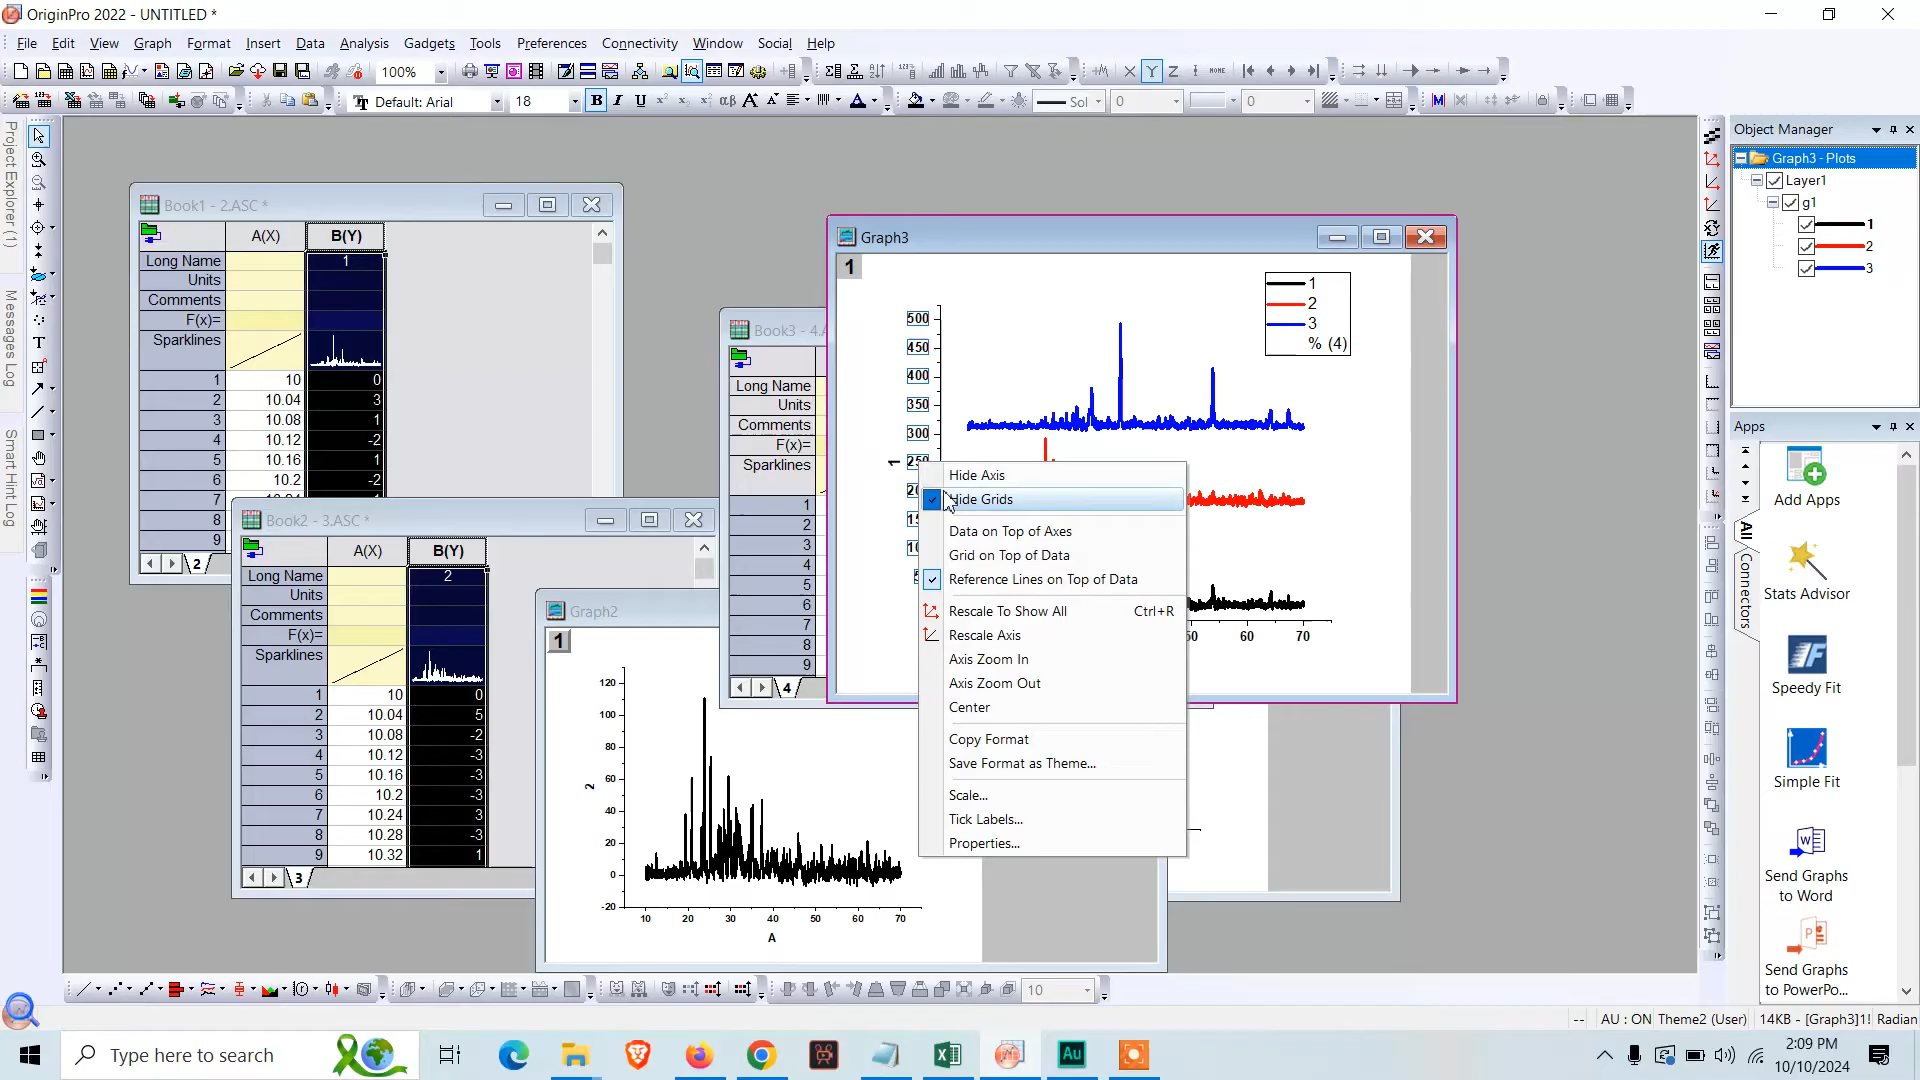 OriginPro 2022 - UNTITLED *
File Edit View Graph Format Insert Data Analysis Gadgets Tools Preferences Connectivity Window Social Help
100%
Default: Arial 18 B I U Sol 0 0
Project Explorer (1)
Messages Log
Smart Hint Log
Book1 - 2.ASC *
A(X) B(Y)
Long Name 1
Units
Comments
F(x)=
Sparklines
1 10 0
2 10.04 3
3 10.08 1
4 10.12 -2
5 10.16 1
6 10.2 -2
7
8
9
2
Book2 - 3.ASC *
A(X) B(Y)
Long Name 2
Units
Comments
F(x)=
Sparklines
1 10 0
2 10.04 5
3 10.08 -2
4 10.12 -3
5 10.16 -3
6 10.2 -3
7 10.24 3
8 10.28 -3
9 10.32 1
3
Graph2
1
120
100
80
60
40
20
0
-20
2
10 20 30 40 50 60 70
A
Book3 - 4.A
Long Name
Units
Comments
F(x)=
Sparklines
1
2
3
4
5
6
7
8
9
4
Graph3
1
1
2
3
% (4)
500
450
400
350
300
1
60 70
Hide Axis
Hide Grids
Data on Top of Axes
Grid on Top of Data
Reference Lines on Top of Data
Rescale To Show All Ctrl+R
Rescale Axis
Axis Zoom In
Axis Zoom Out
Center
Copy Format
Save Format as Theme...
Scale...
Tick Labels...
Properties...
Object Manager
Graph3 - Plots
Layer1
g1
1
2
3
Apps
All
Connectors
Add Apps
Stats Advisor
Speedy Fit
Simple Fit
Send Graphs
to Word
Send Graphs
to PowerPo...
10
-- AU : ON Theme2 (User) 14KB - [Graph3]1! Radian
Type here to search
2:09 PM
10/10/2024